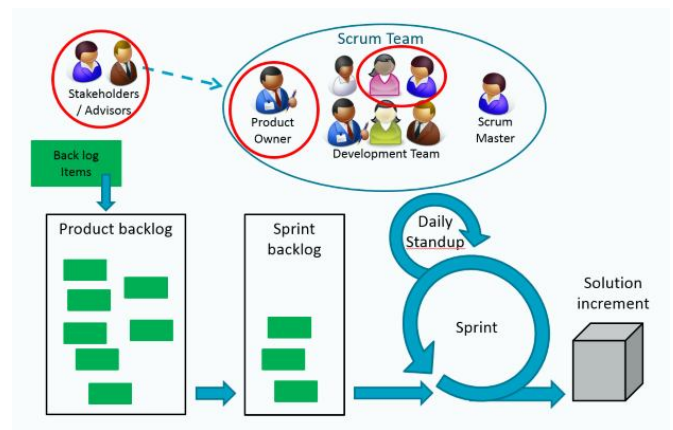 Scrum Team
Stakeholders
/ Advisors
Product
Owner
Development Team
Scrum
Master
Back log
Items
Product backlog
Sprint
backlog
Daily
Standup
Sprint
Solution
increment